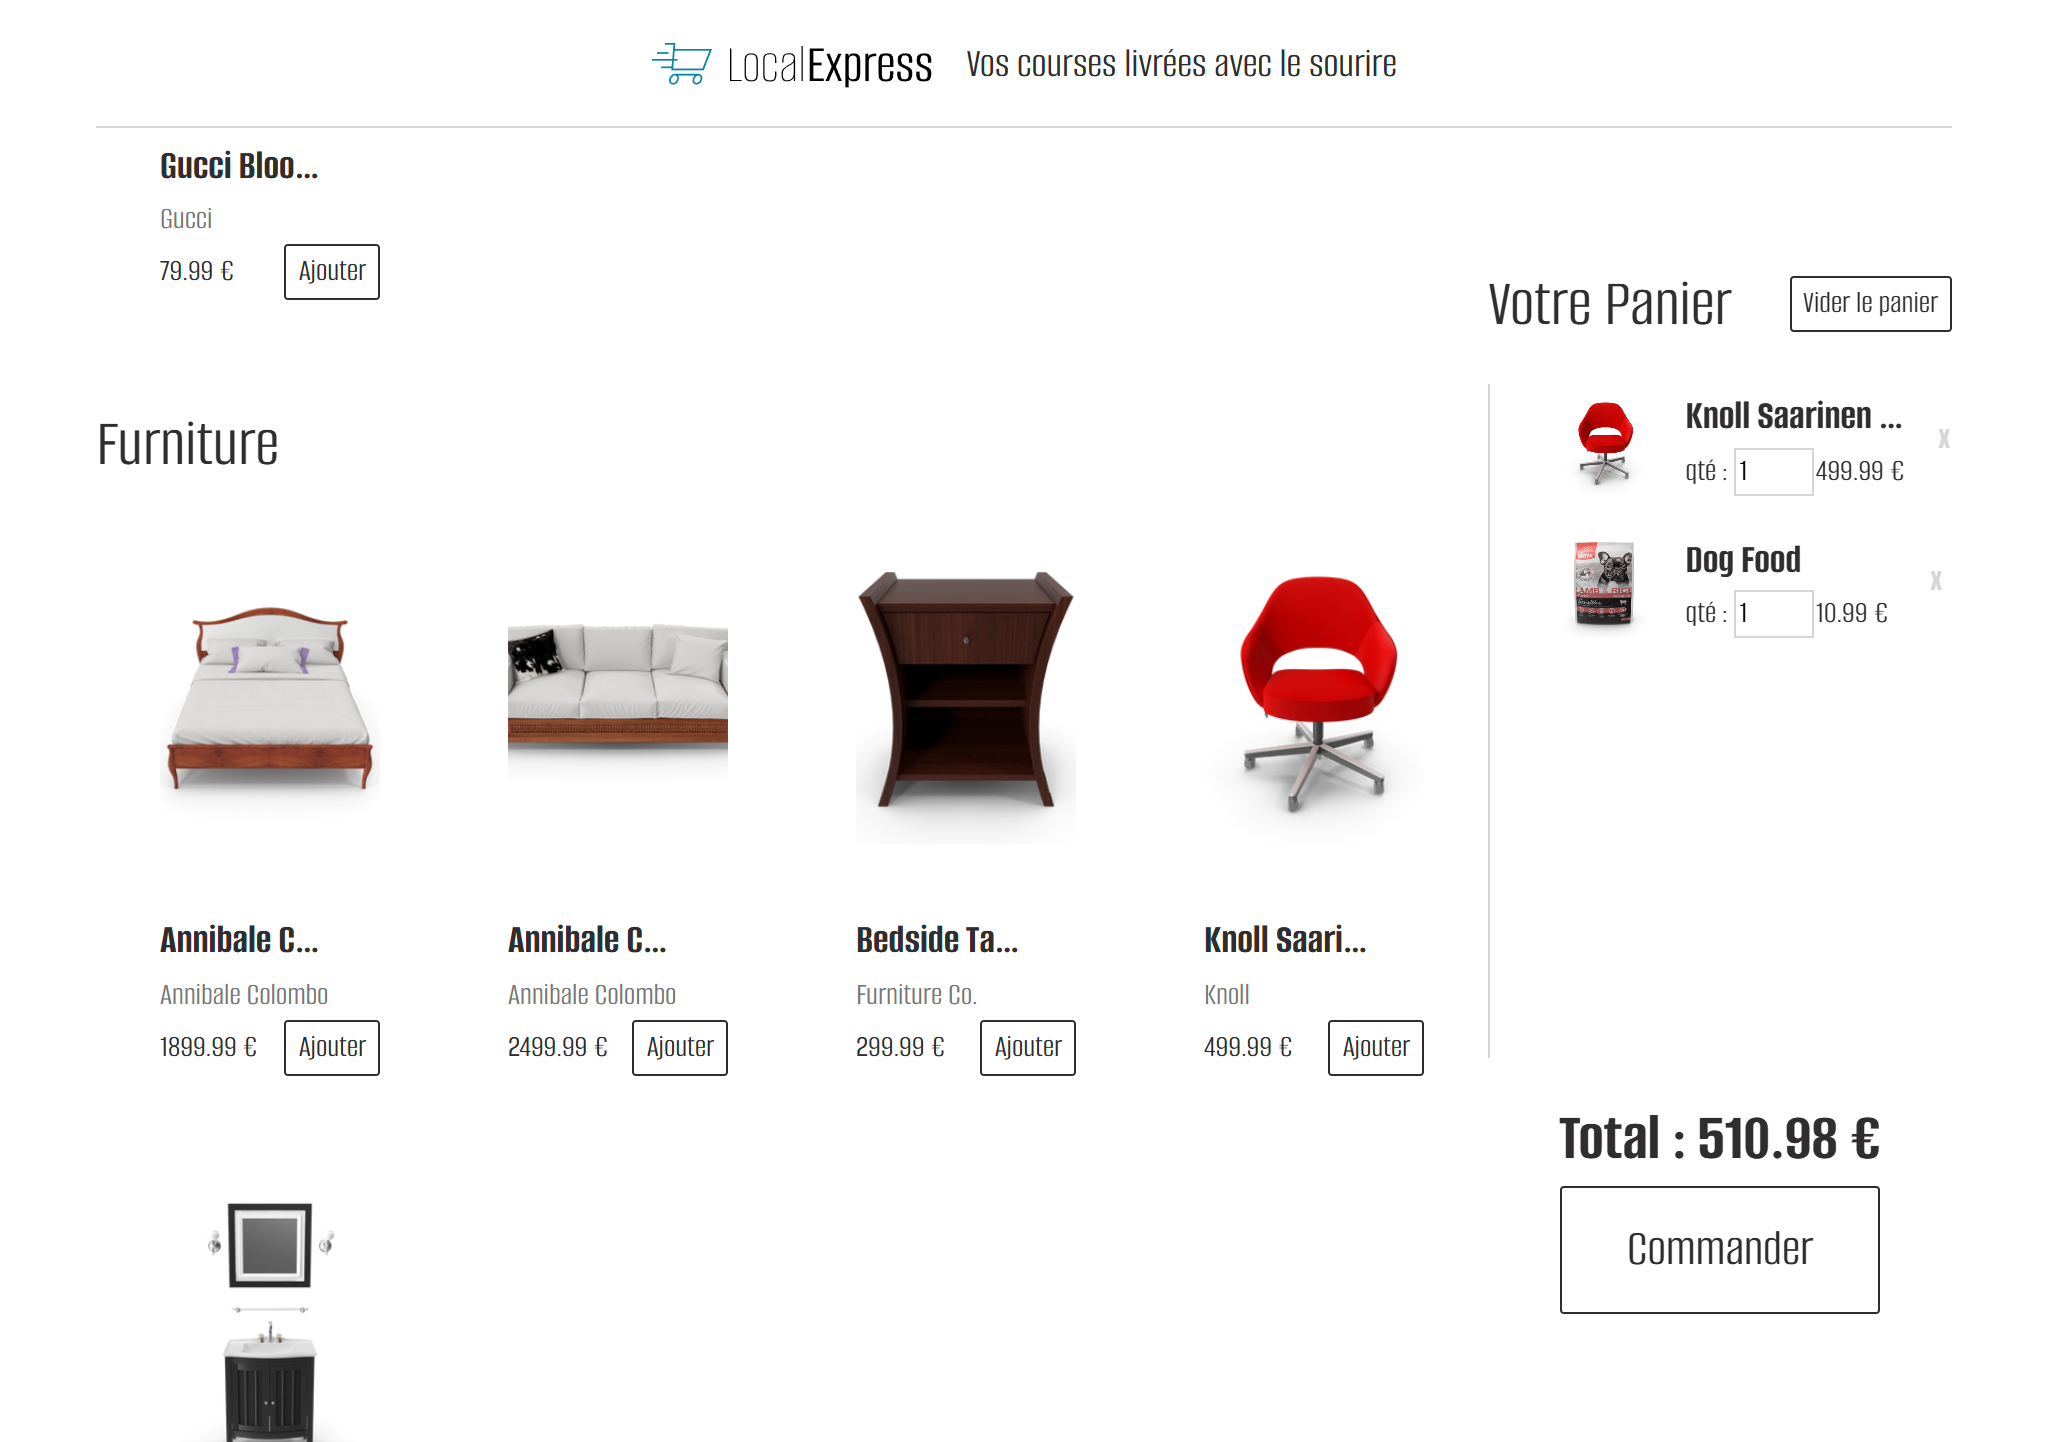 LocalExpress Vos courses livrées avec le sourire
Gucci Bloo...
Gucci
79.99 € Ajouter
Furniture
Annibale C...
Annibale Colombo
1899.99 € Ajouter
Annibale C...
Annibale Colombo
2499.99 € Ajouter
Bedside Ta...
Furniture Co.
299.99 € Ajouter
Knoll Saari...
Knoll
499.99 € Ajouter
Votre Panier Vider le panier
Knoll Saarinen ...
x
qté : 1 499.99 €
Dog Food
x
qté : 1 10.99 €
LAMB & RICE
Total : 510.98 €
Commander